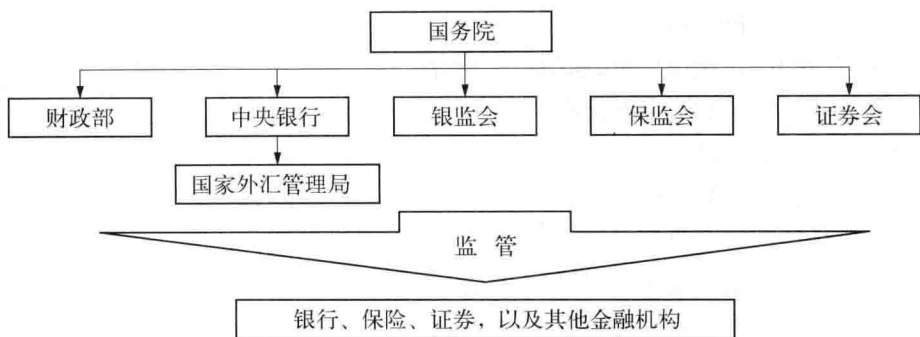 国务院
财政部
中央银行
银监会
保监会
证券会
国家外汇管理局
监 管
银行、保险、证券, 以及其他金融机构